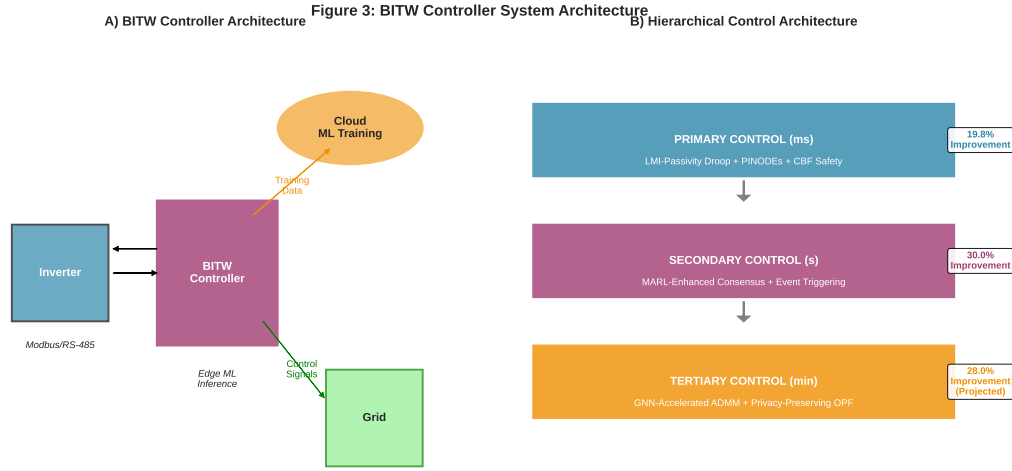 Figure 3: BITW Controller System Architecture
A) BITW Controller Architecture
Cloud
ML Training
Training
Data
Inverter
BITW
Controller
Modbus/RS-485
Edge ML
Inference
Control
Signals
Grid
B) Hierarchical Control Architecture
PRIMARY CONTROL (ms)
LMI-Passivity Droop + PINODEs + CBF Safety
19.8%
Improvement
SECONDARY CONTROL (s)
MARL-Enhanced Consensus + Event Triggering
30.0%
Improvement
TERTIARY CONTROL (min)
GNN-Accelerated ADMM + Privacy-Preserving OPF
28.0%
Improvement
(Projected)